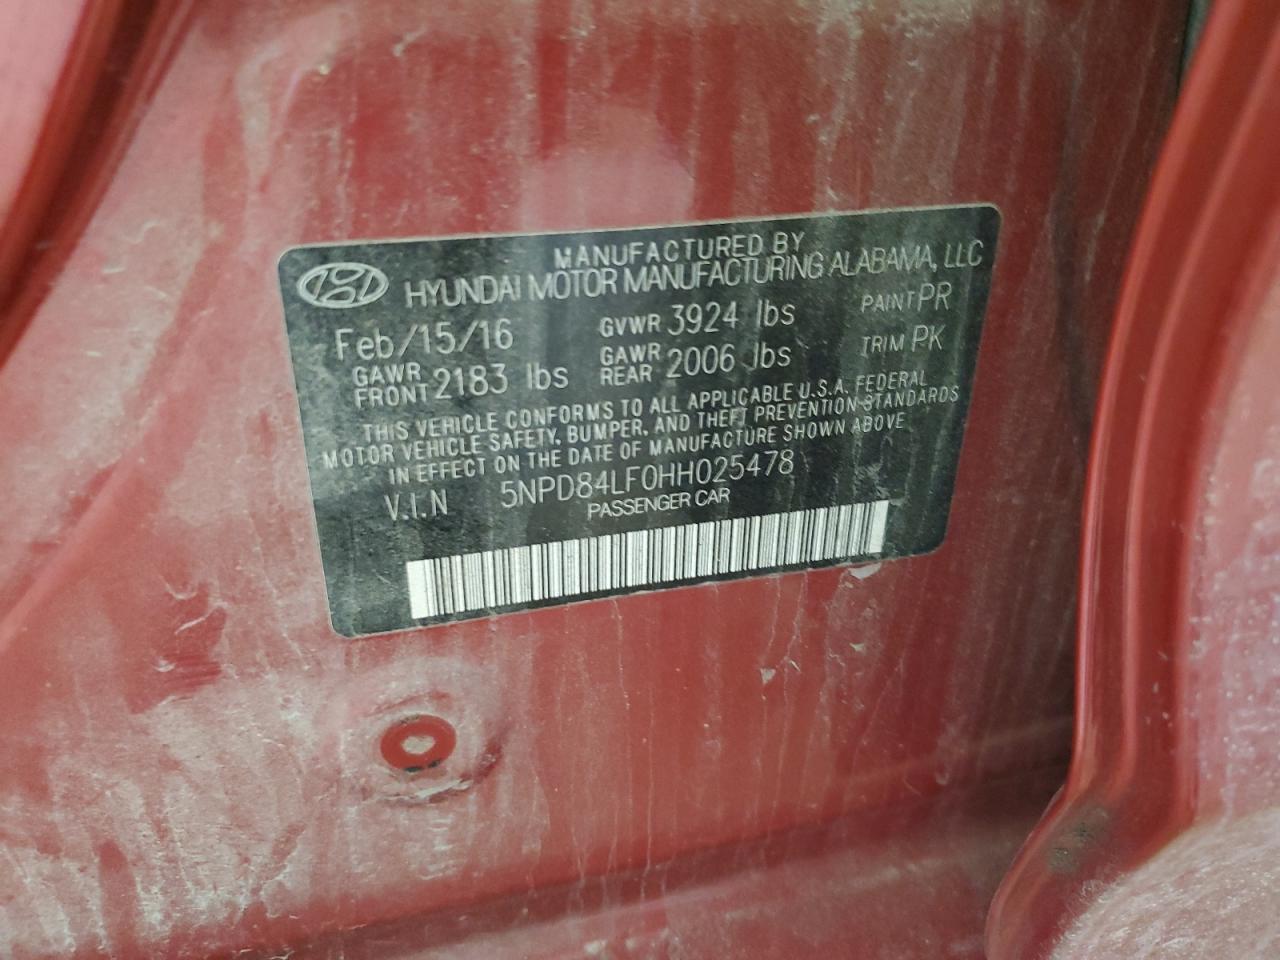 MANUFACTURED BY
HYUNDAI MOTOR MANUFACTURING ALABAMA, LLC
Feb/15/16 GVWR 3924 lbs PAINT PR
GAWR FRONT 2183 lbs GAWR REAR 2006 lbs TRIM PK
THIS VEHICLE CONFORMS TO ALL APPLICABLE U.S.A. FEDERAL
MOTOR VEHICLE SAFETY, BUMPER, AND THEFT PREVENTION STANDARDS
IN EFFECT ON THE DATE OF MANUFACTURE SHOWN ABOVE
V.I.N 5NPD84LF0HH025478
PASSENGER CAR